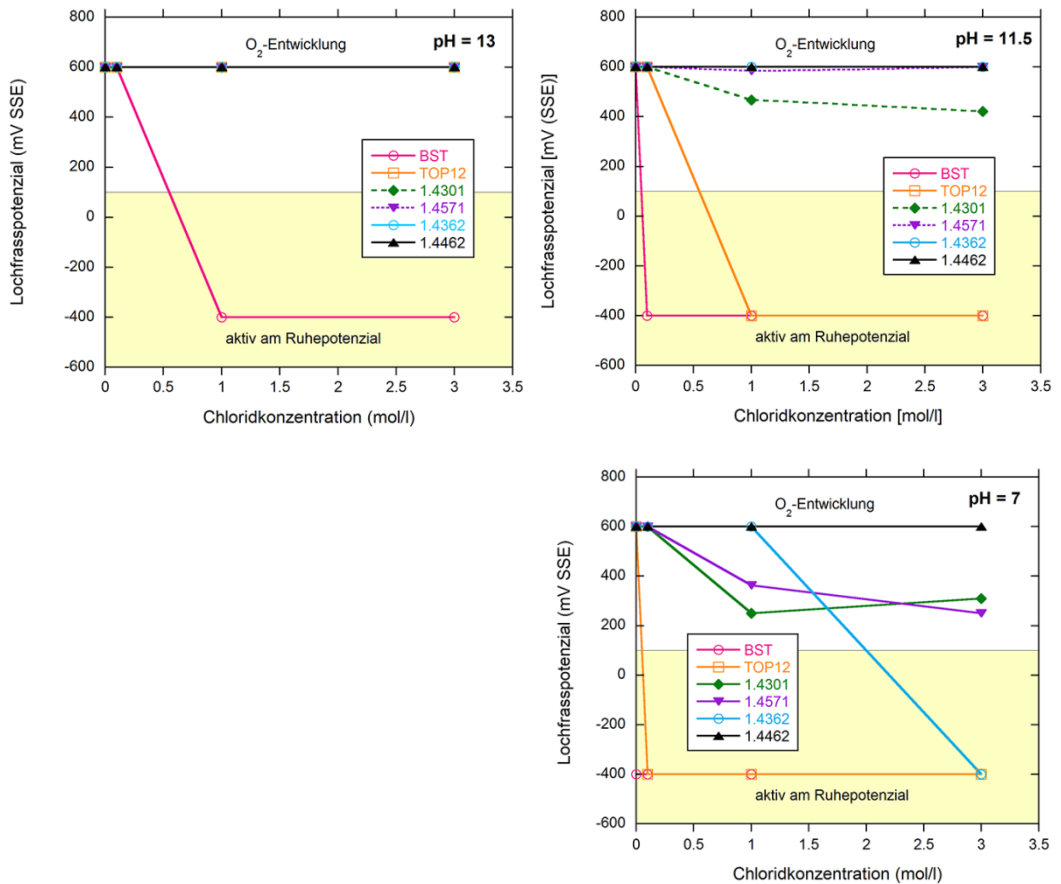 800
600
400
200
0
-200
-400
-600
Lochfrasspotenzial (mV SSE)
O2-Entwicklung
pH = 13
BST
TOP12
1.4301
1.4571
1.4362
1.4462
aktiv am Ruhepotenzial
0 0.5 1 1.5 2 2.5 3 3.5
Chloridkonzentration (mol/l)
800
600
400
200
0
-200
-400
-600
Lochfrasspotenzial [mV (SSE)]
O2-Entwicklung
pH = 11.5
BST
TOP12
1.4301
1.4571
1.4362
1.4462
aktiv am Ruhepotenzial
0 0.5 1 1.5 2 2.5 3 3.5
Chloridkonzentration [mol/l]
800
600
400
200
0
-200
-400
-600
Lochfrasspotenzial (mV SSE)
O2-Entwicklung
pH = 7
BST
TOP12
1.4301
1.4571
1.4362
1.4462
aktiv am Ruhepotenzial
0 0.5 1 1.5 2 2.5 3 3.5
Chloridkonzentration (mol/l)